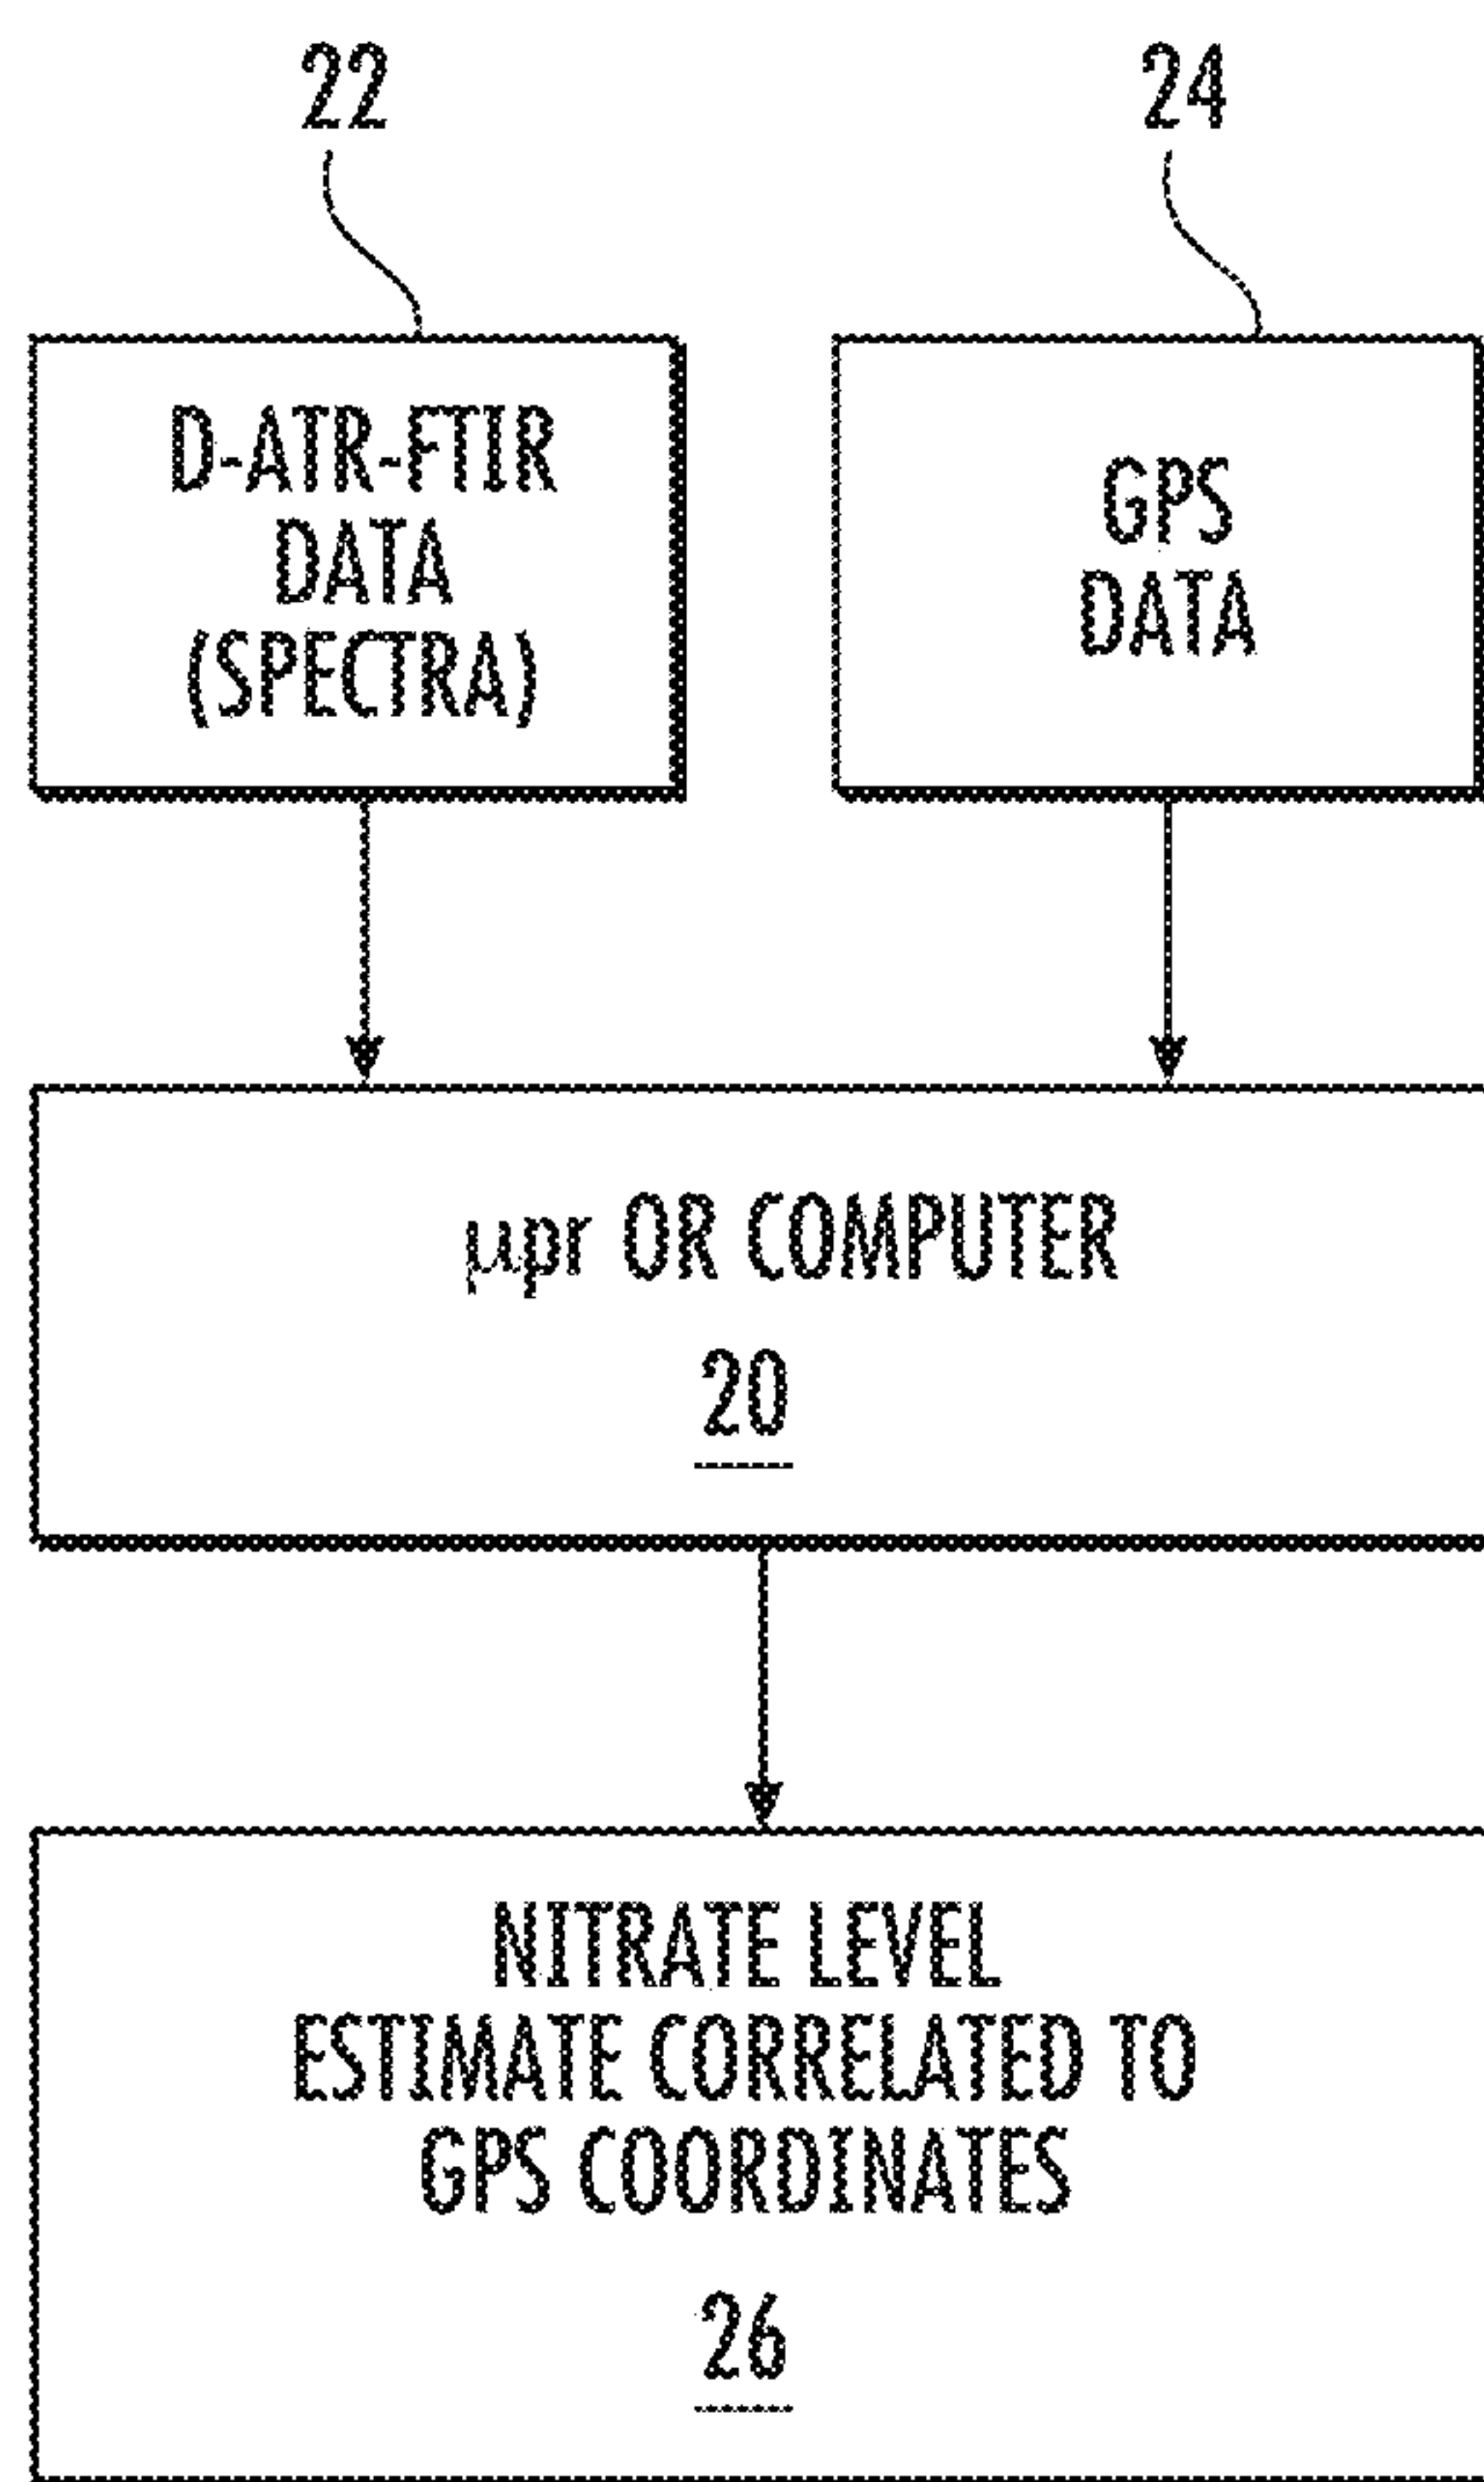 22
24
D-ATR-FTIR
DATA
(SPECTRA)
GPS
DATA
μpr OR COMPUTER
20
NITRATE LEVEL
ESTIMATE CORRELATED TO
GPS COORDINATES
26